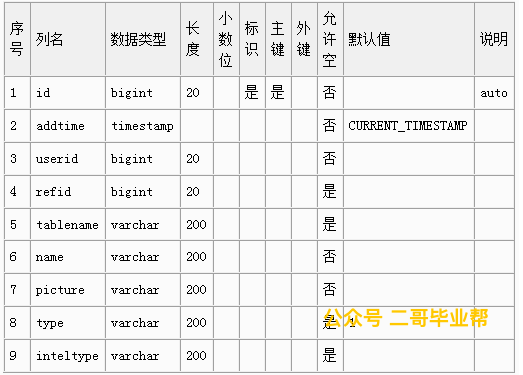 序号 列名 数据类型 长度 小数位 标识 主键 外键 允许空 默认值 说明
1 id bigint 20 是 是 否 auto
2 addtime timestamp 否 CURRENT_TIMESTAMP
3 userid bigint 20 否
4 refid bigint 20 是
5 tablename varchar 200 是
6 name varchar 200 否
7 picture varchar 200 否
8 type varchar 200 是 1
公众号 二哥毕业帮
9 inteltype varchar 200 是